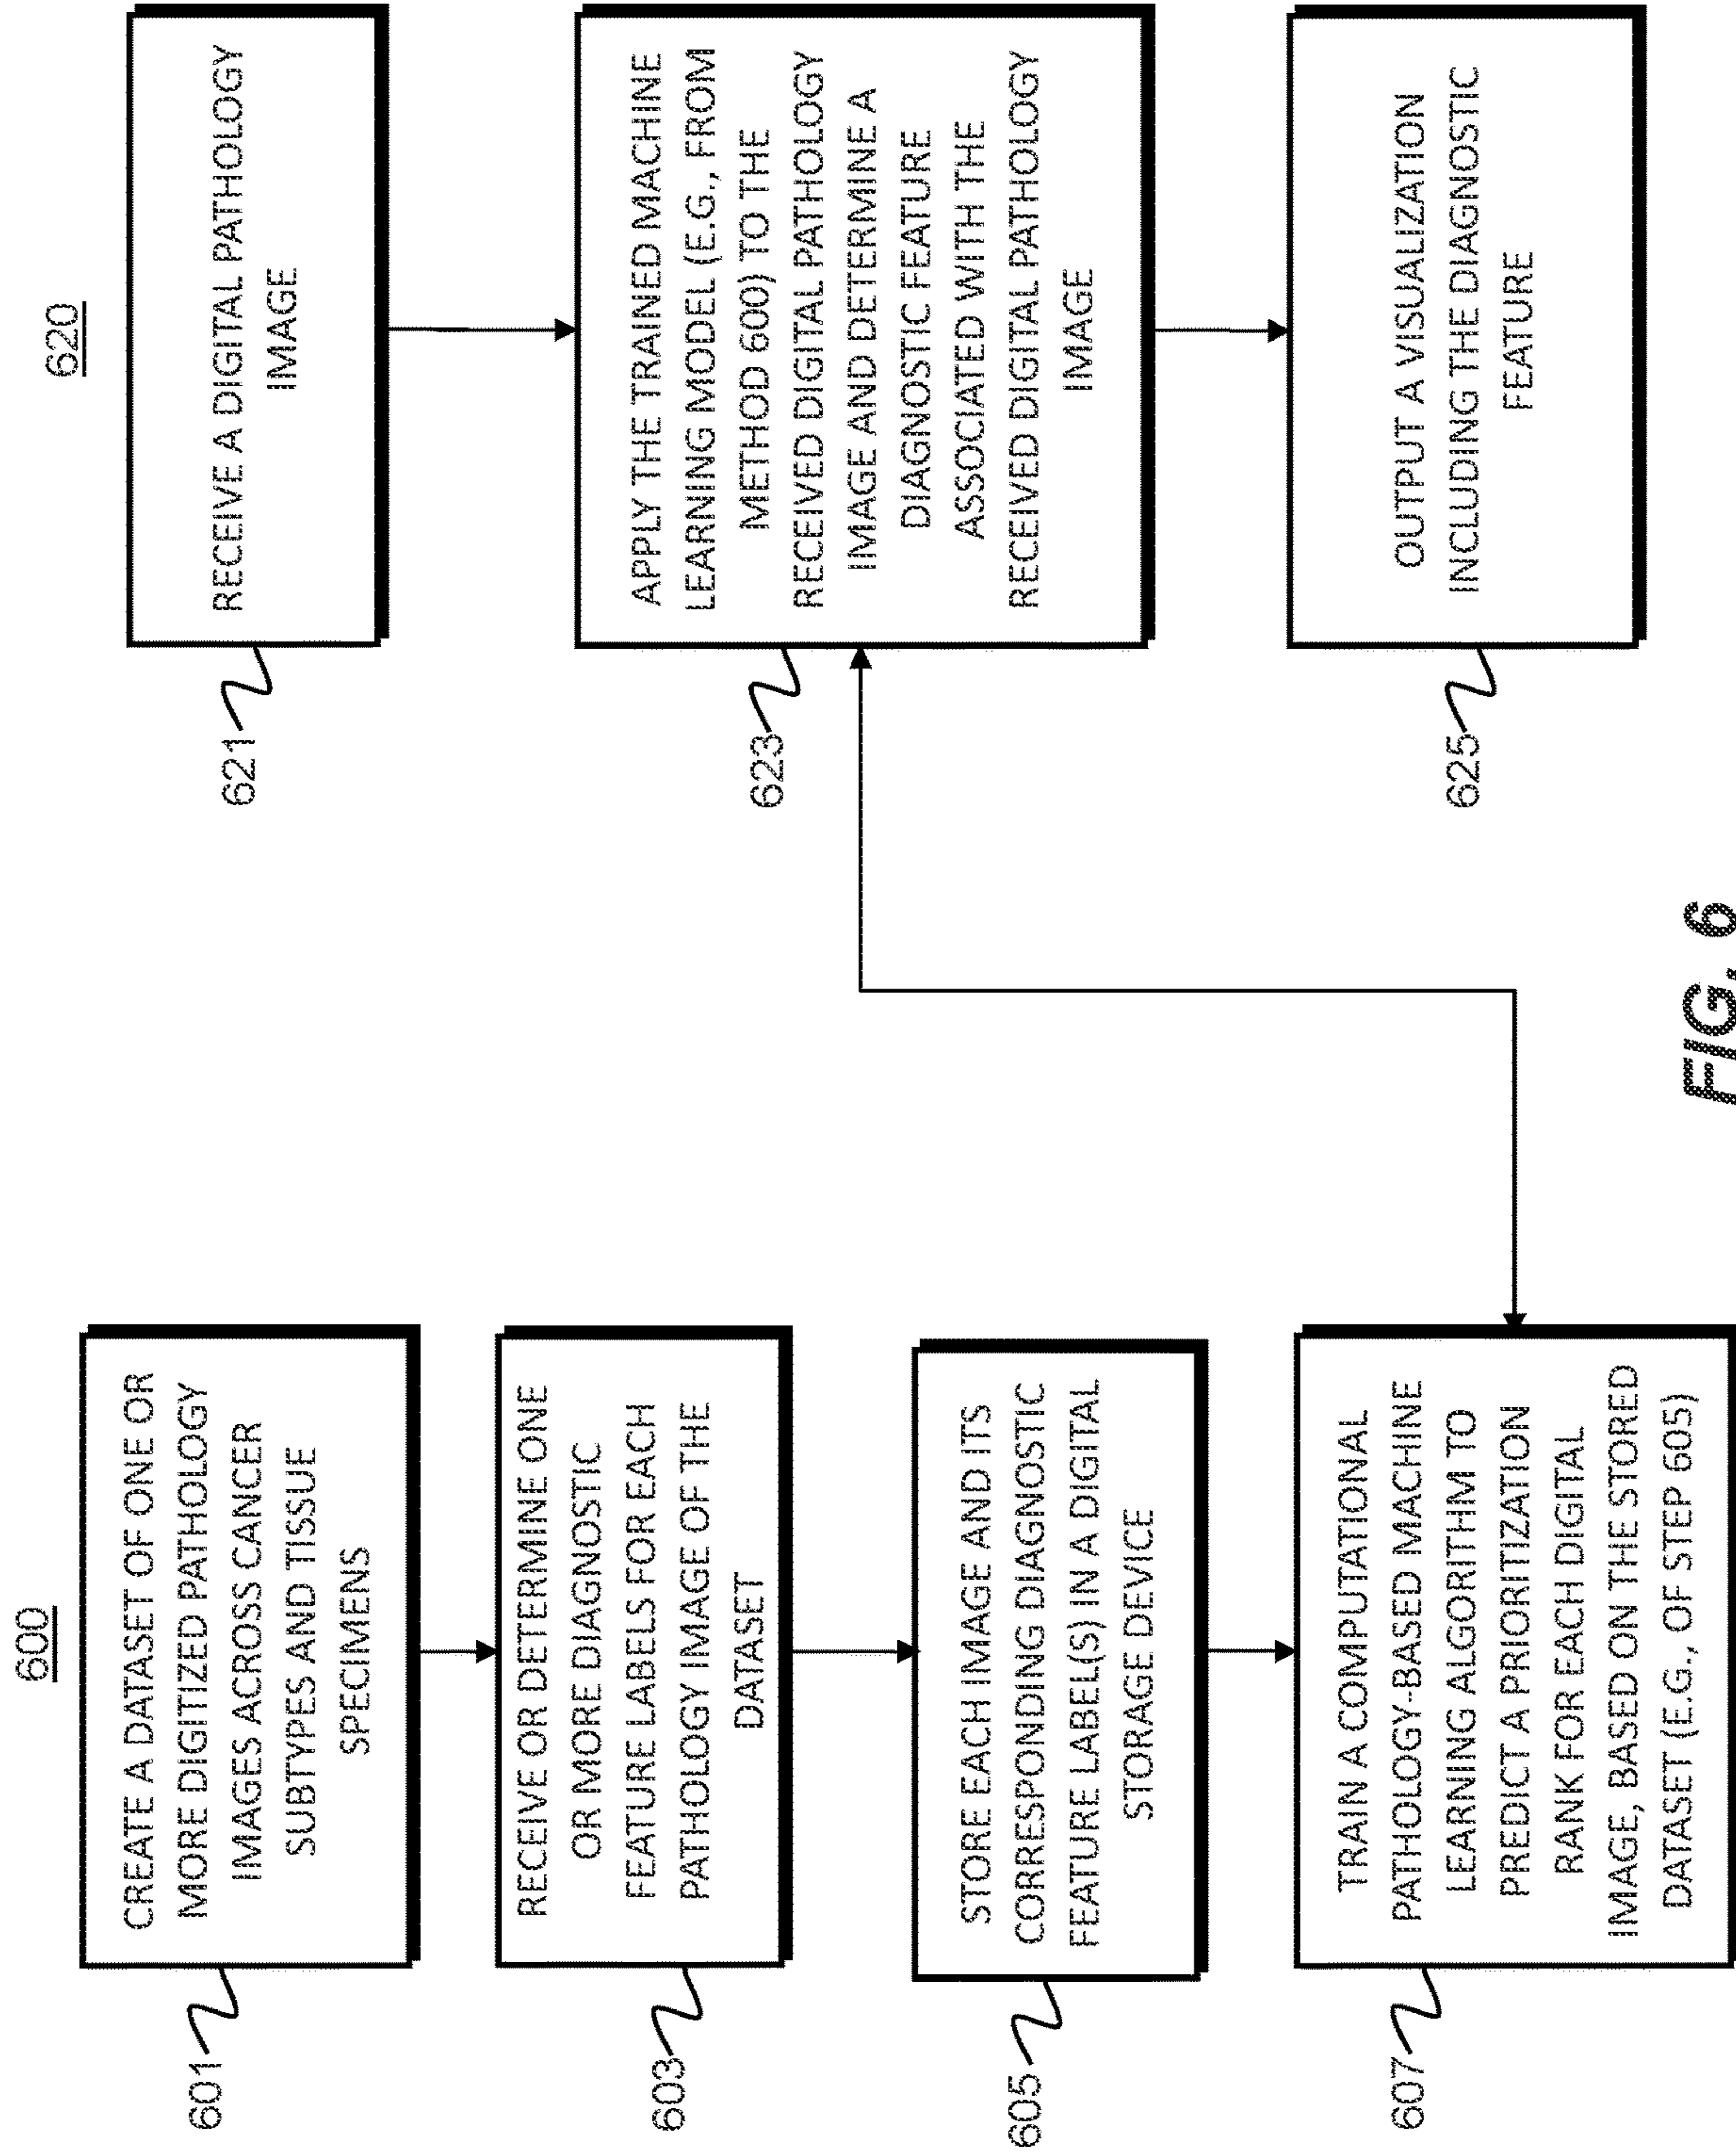 600
601
CREATE A DATASET OF ONE OR
MORE DIGITIZED PATHOLOGY
IMAGES ACROSS CANCER
SUBTYPES AND TISSUE
SPECIMENS
603
RECEIVE OR DETERMINE ONE
OR MORE DIAGNOSTIC
FEATURE LABELS FOR EACH
PATHOLOGY IMAGE OF THE
DATASET
605
STORE EACH IMAGE AND ITS
CORRESPONDING DIAGNOSTIC
FEATURE LABEL(S) IN A DIGITAL
STORAGE DEVICE
607
TRAIN A COMPUTATIONAL
PATHOLOGY-BASED MACHINE
LEARNING ALGORITHM TO
PREDICT A PRIORITIZATION
RANK FOR EACH DIGITAL
IMAGE, BASED ON THE STORED
DATASET (E.G., OF STEP 605)
620
621
RECEIVE A DIGITAL PATHOLOGY
IMAGE
623
APPLY THE TRAINED MACHINE
LEARNING MODEL (E.G., FROM
METHOD 600) TO THE
RECEIVED DIGITAL PATHOLOGY
IMAGE AND DETERMINE A
DIAGNOSTIC FEATURE
ASSOCIATED WITH THE
RECEIVED DIGITAL PATHOLOGY
IMAGE
625
OUTPUT A VISUALIZATION
INCLUDING THE DIAGNOSTIC
FEATURE
FIG. 6